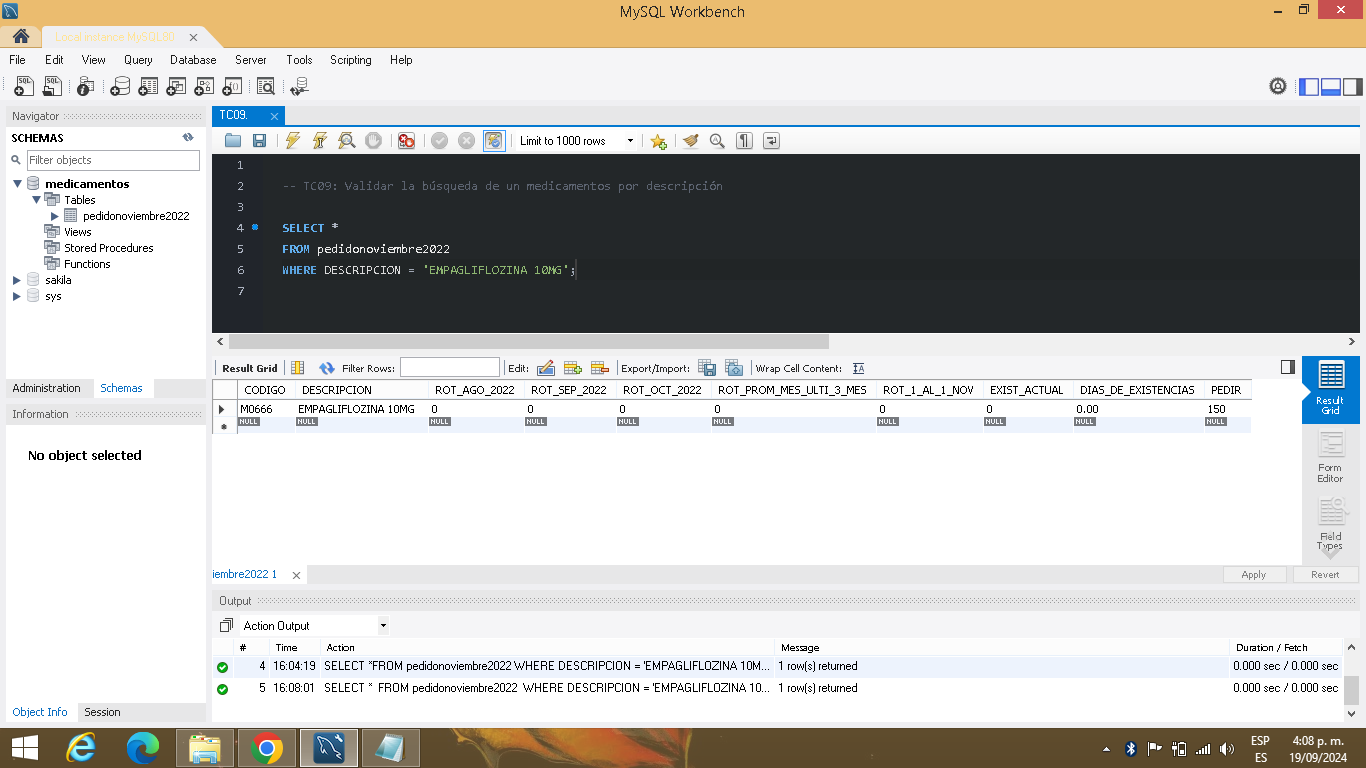 MySQL Workbench
Local instance MySQL80
File Edit View Query Database Server Tools Scripting Help
Navigator
SCHEMAS
Filter objects
medicamentos
Tables
pedidonoviembre2022
Views
Stored Procedures
Functions
sakila
sys
Administration Schemas
Information
No object selected
Object Info Session
TC09.
Limit to 1000 rows
1
2 -- TC09: Validar la búsqueda de un medicamentos por descripción
3
4 SELECT *
5 FROM pedidonoviembre2022
6 WHERE DESCRIPCION = 'EMPAGLIFLOZINA 10MG';
7
Result Grid Filter Rows: Edit: Export/Import: Wrap Cell Content:
CODIGO DESCRIPCION ROT_AGO_2022 ROT_SEP_2022 ROT_OCT_2022 ROT_PROM_MES_ULTI_3_MES ROT_1_AL_1_NOV EXIST_ACTUAL DIAS_DE_EXISTENCIAS PEDIR
M0666 EMPAGLIFLOZINA 10MG 0 0 0 0 0 0 0.00 150
NULL NULL NULL NULL NULL NULL NULL NULL NULL NULL
Result
Grid
Form
Editor
Field
Types
iembre2022 1
Apply Revert
Output
Action Output
# Time Action Message Duration / Fetch
4 16:04:19 SELECT *FROM pedidonoviembre2022 WHERE DESCRIPCION = 'EMPAGLIFLOZINA 10M... 1 row(s) returned 0.000 sec / 0.000 sec
5 16:08:01 SELECT * FROM pedidonoviembre2022 WHERE DESCRIPCION = 'EMPAGLIFLOZINA 10... 1 row(s) returned 0.000 sec / 0.000 sec
ESP
ES
4:08 p. m.
19/09/2024